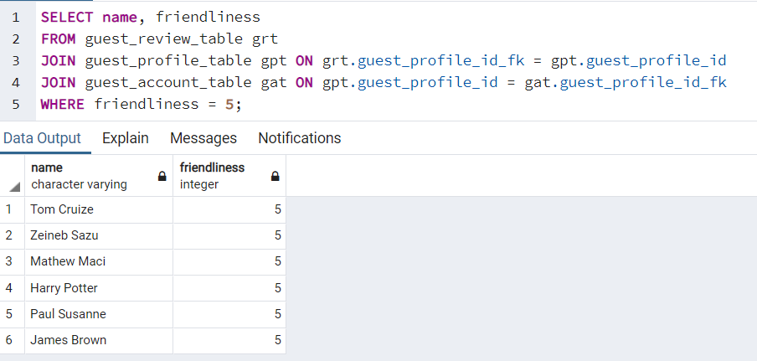 1 SELECT name, friendliness
2 FROM guest_review_table grt
3 JOIN guest_profile_table gpt ON grt.guest_profile_id_fk = gpt.guest_profile_id
4 JOIN guest_account_table gat ON gpt.guest_profile_id = gat.guest_profile_id_fk
5 WHERE friendliness = 5;
Data Output Explain Messages Notifications
name friendliness
character varying integer
1 Tom Cruize 5
2 Zeineb Sazu 5
3 Mathew Maci 5
4 Harry Potter 5
5 Paul Susanne 5
6 James Brown 5